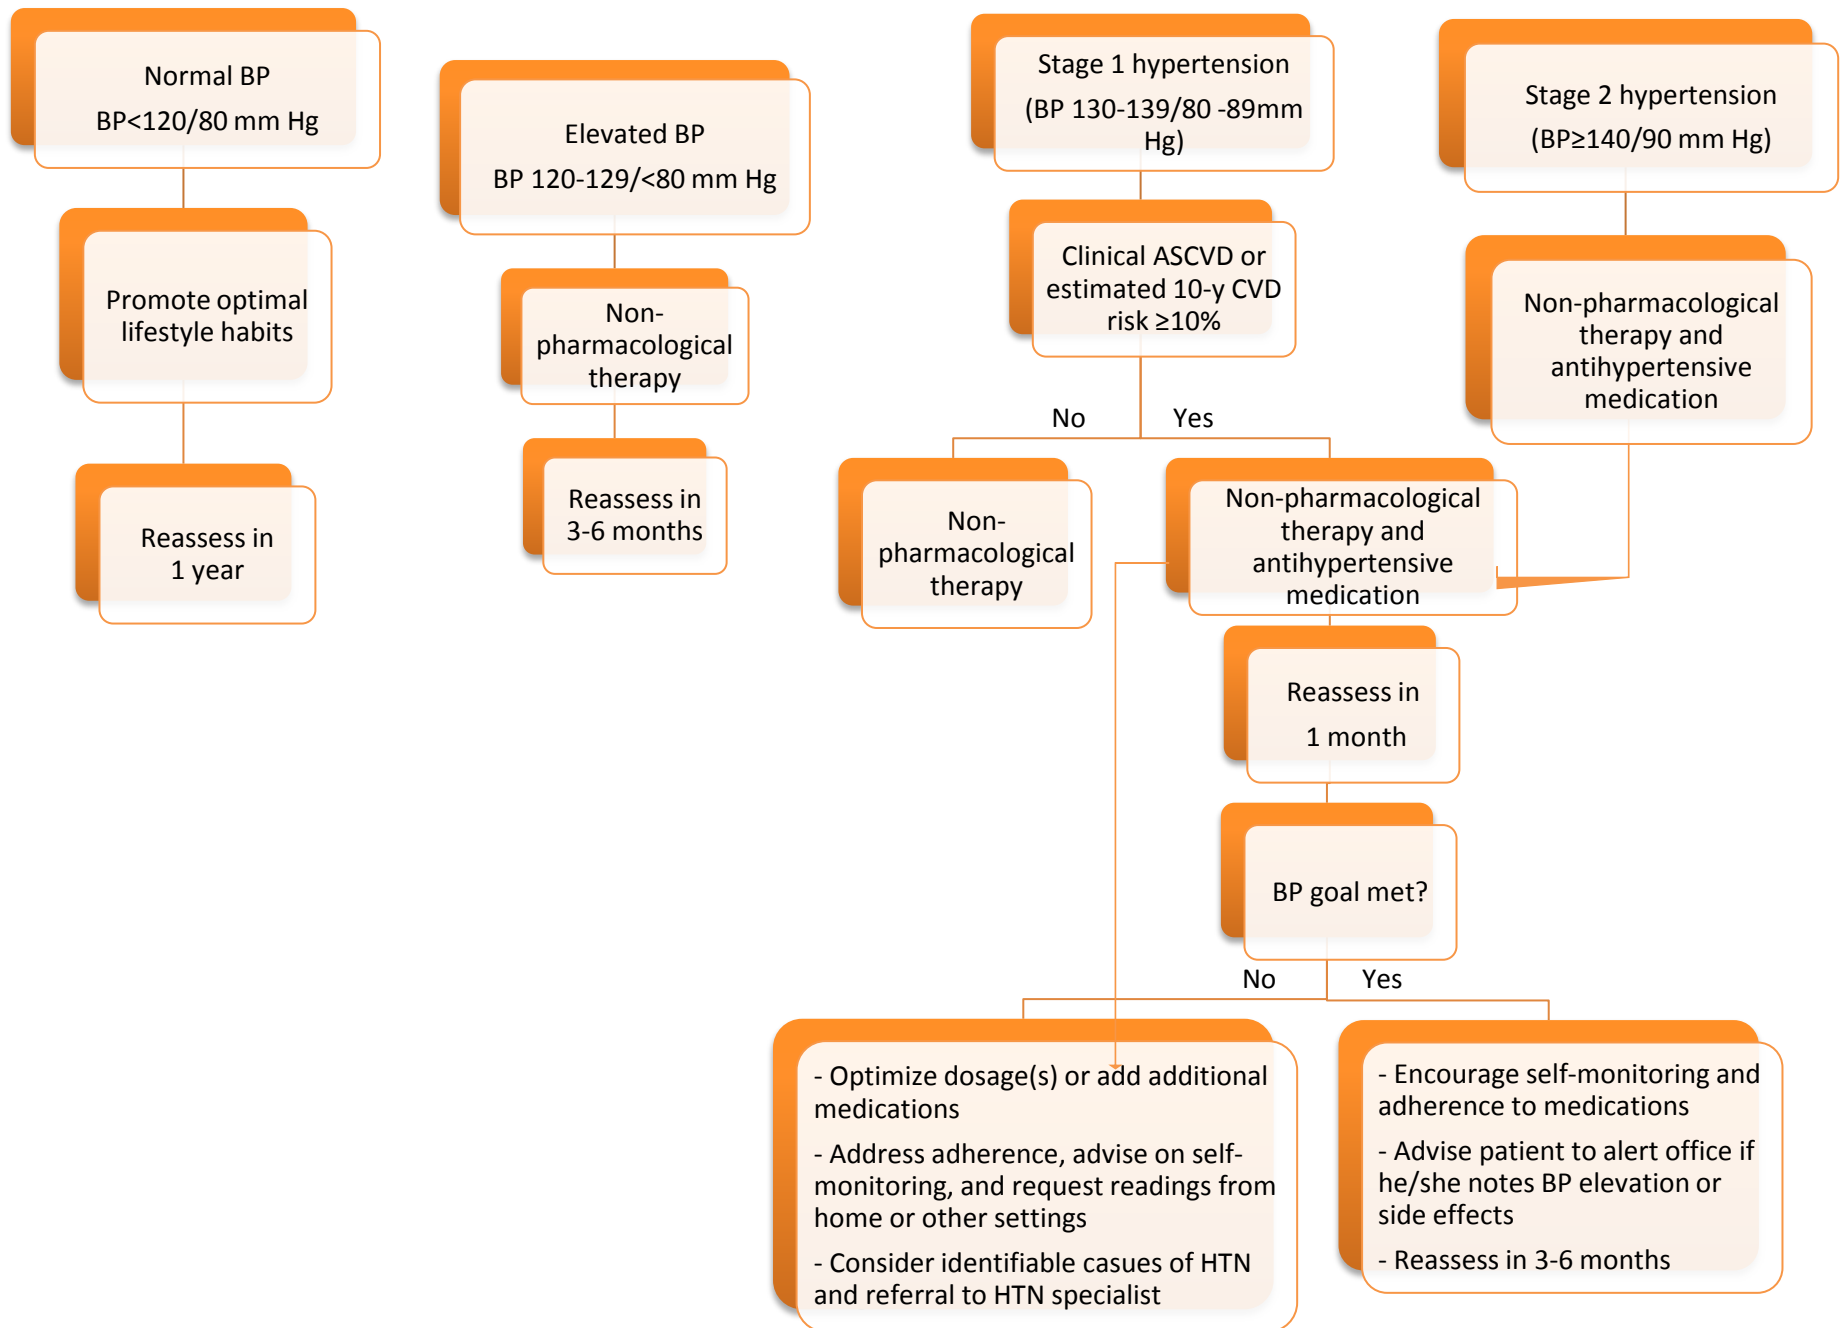 Normal BP
BP<120/80 mm Hg
Promote optimal
lifestyle habits
Reassess in
1 year
Elevated BP
BP 120-129/<80 mm Hg
Non-
pharmacological
therapy
Reassess in
3-6 months
Stage 1 hypertension
(BP 130-139/80 -89mm
Hg)
Clinical ASCVD or
estimated 10-y CVD
risk ≥10%
No
Yes
Non-
pharmacological
therapy
Non-pharmacological
therapy and
antihypertensive
medication
Reassess in
1 month
BP goal met?
No
Yes
- Optimize dosage(s) or add additional
medications
- Address adherence, advise on self-
monitoring, and request readings from
home or other settings
- Consider identifiable casues of HTN
and referral to HTN specialist
- Encourage self-monitoring and
adherence to medications
- Advise patient to alert office if
he/she notes BP elevation or
side effects
- Reassess in 3-6 months
Stage 2 hypertension
(BP≥140/90 mm Hg)
Non-pharmacological
therapy and
antihypertensive
medication